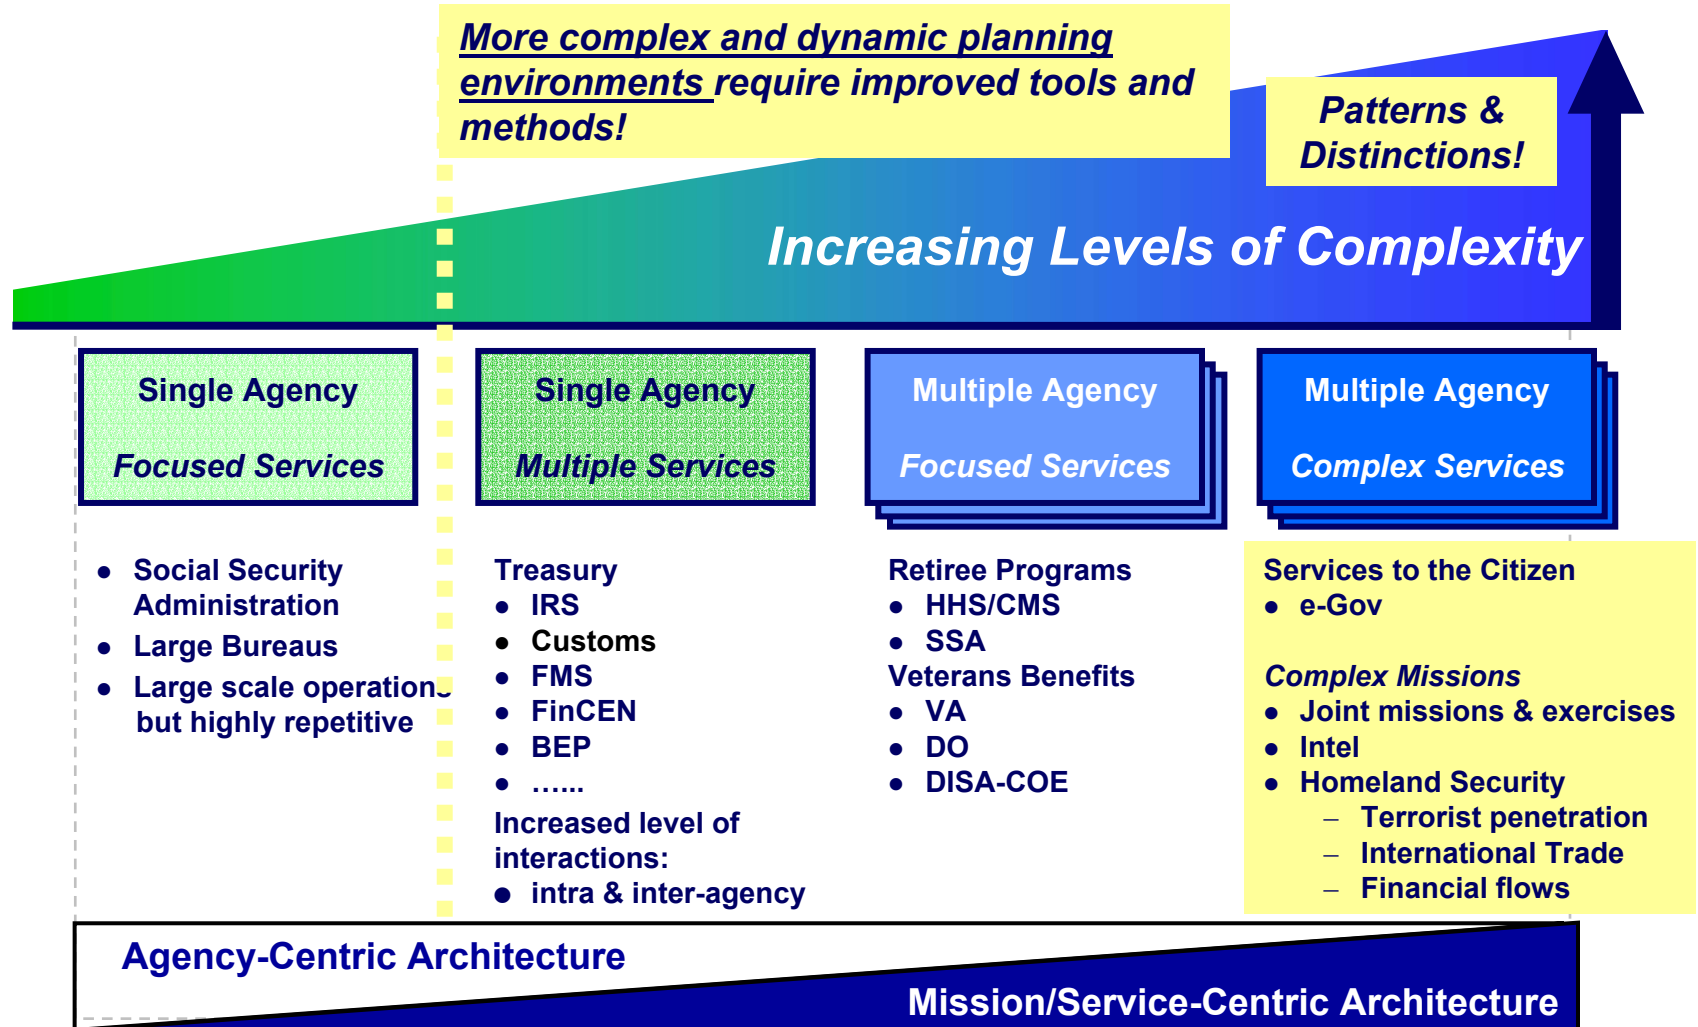 More complex and dynamic planning
environments require improved tools and
methods!
Patterns &
Distinctions!
Increasing Levels of Complexity
Single Agency
Focused Services
Single Agency
Multiple Services
Multiple Agency
Focused Services
Multiple Agency
Complex Services
● Social Security
Administration
● Large Bureaus
● Large scale operations
but highly repetitive
Treasury
● IRS
● Customs
● FMS
● FinCEN
● BEP
● …...
Increased level of
interactions:
● intra & inter-agency
Retiree Programs
● HHS/CMS
● SSA
Veterans Benefits
● VA
● DO
● DISA-COE
Services to the Citizen
● e-Gov
Complex Missions
● Joint missions & exercises
● Intel
● Homeland Security
– Terrorist penetration
– International Trade
– Financial flows
Agency-Centric Architecture
Mission/Service-Centric Architecture